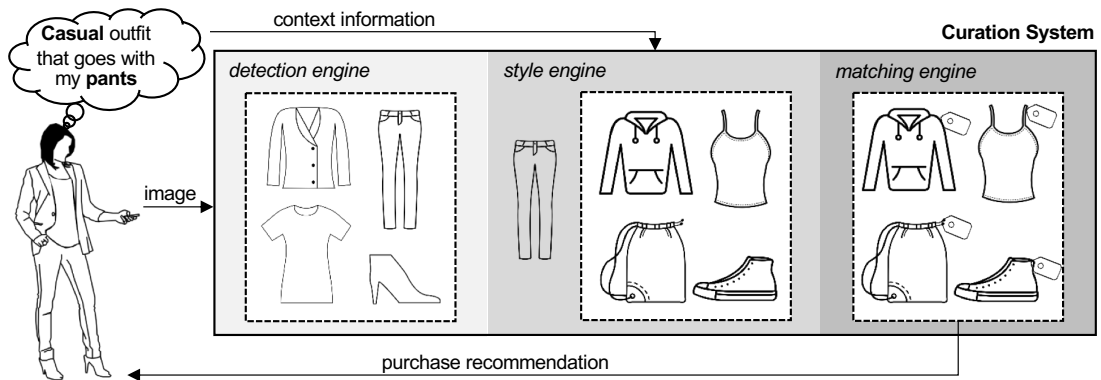 context information
Curation System
Casual outfit
that goes with
my pants
detection engine
style engine
matching engine
image
purchase recommendation